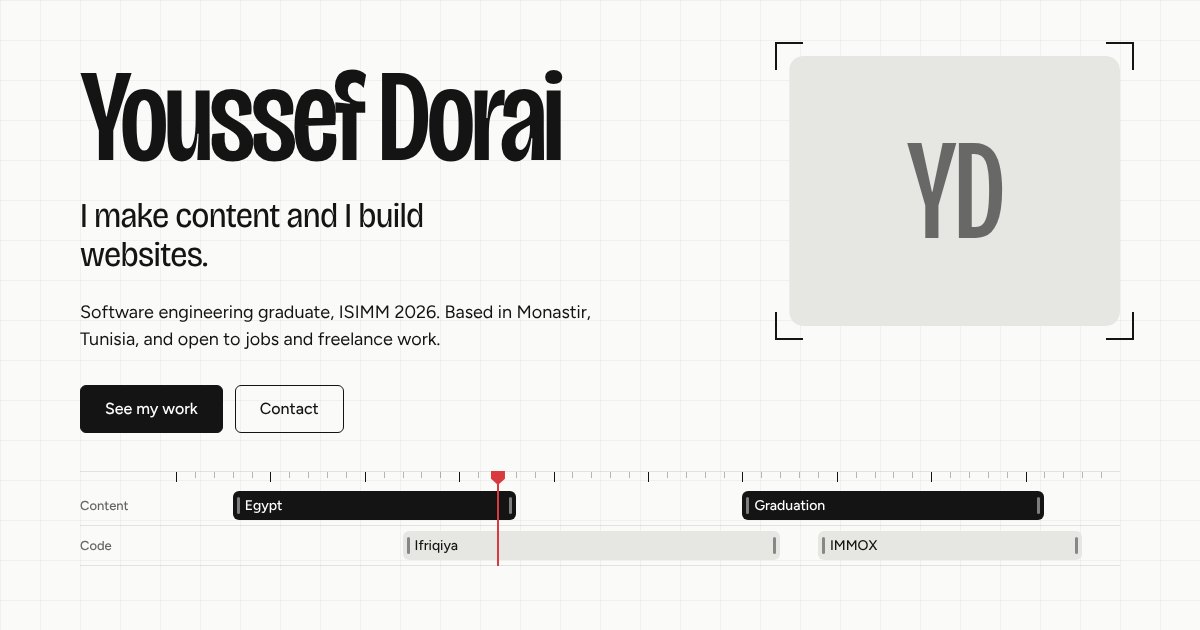 Youssef Dorai
YD
I make content and I build
websites.
Software engineering graduate, ISIMM 2026. Based in Monastir,
Tunisia, and open to jobs and freelance work.
See my work
Contact
Content
Egypt
Graduation
Code
Ifriqiya
IMMOX